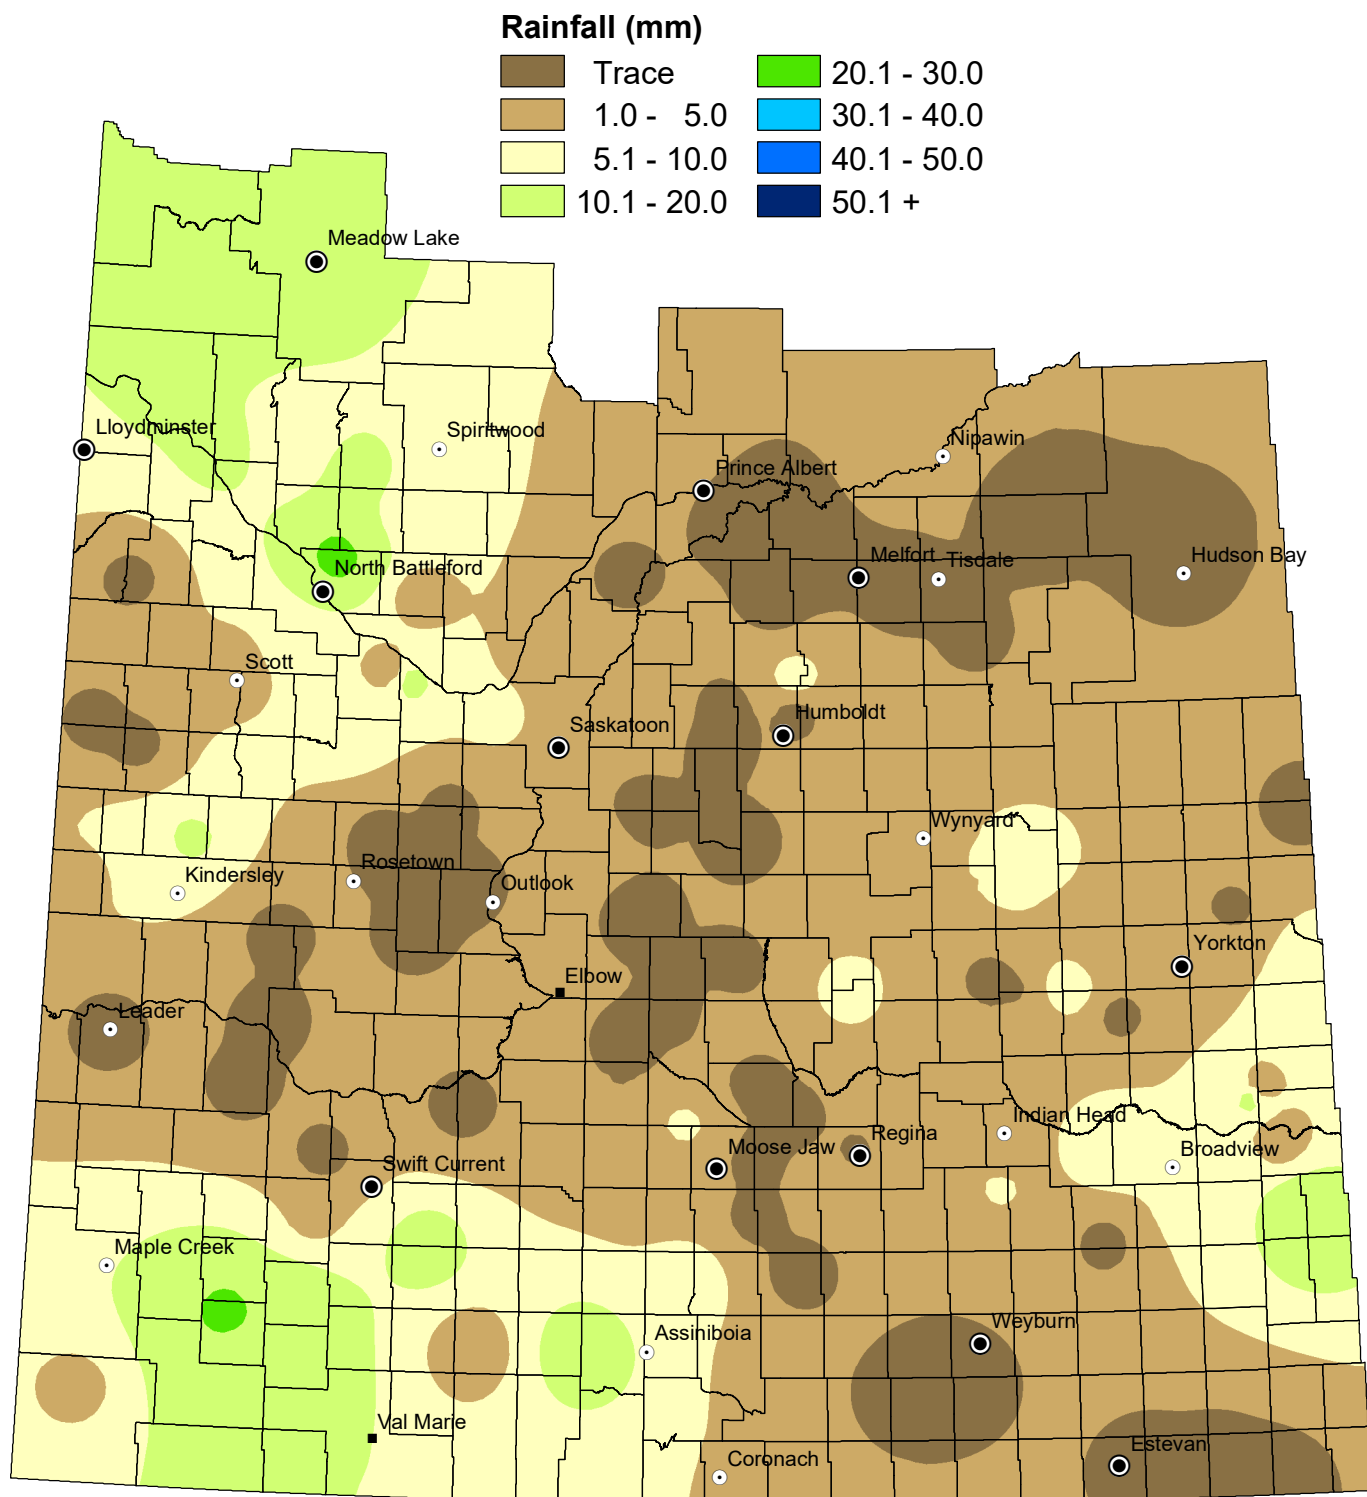 Rainfall (mm)
Trace
20.1 - 30.0
1.0 - 5.0
30.1 - 40.0
5.1 - 10.0
40.1 - 50.0
10.1 - 20.0
50.1 +
Meadow Lake
Lloydminster
Spiritwood
Nipawin
Prince Albert
North Battleford
Melfort
Tisdale
Hudson Bay
Scott
Saskatoon
Humboldt
Wynyard
Kindersley
Rosetown
Outlook
Yorkton
Elbow
Leader
Indian Head
Regina
Moose Jaw
Broadview
Swift Current
Maple Creek
Weyburn
Assiniboia
Val Marie
Estevan
Coronach